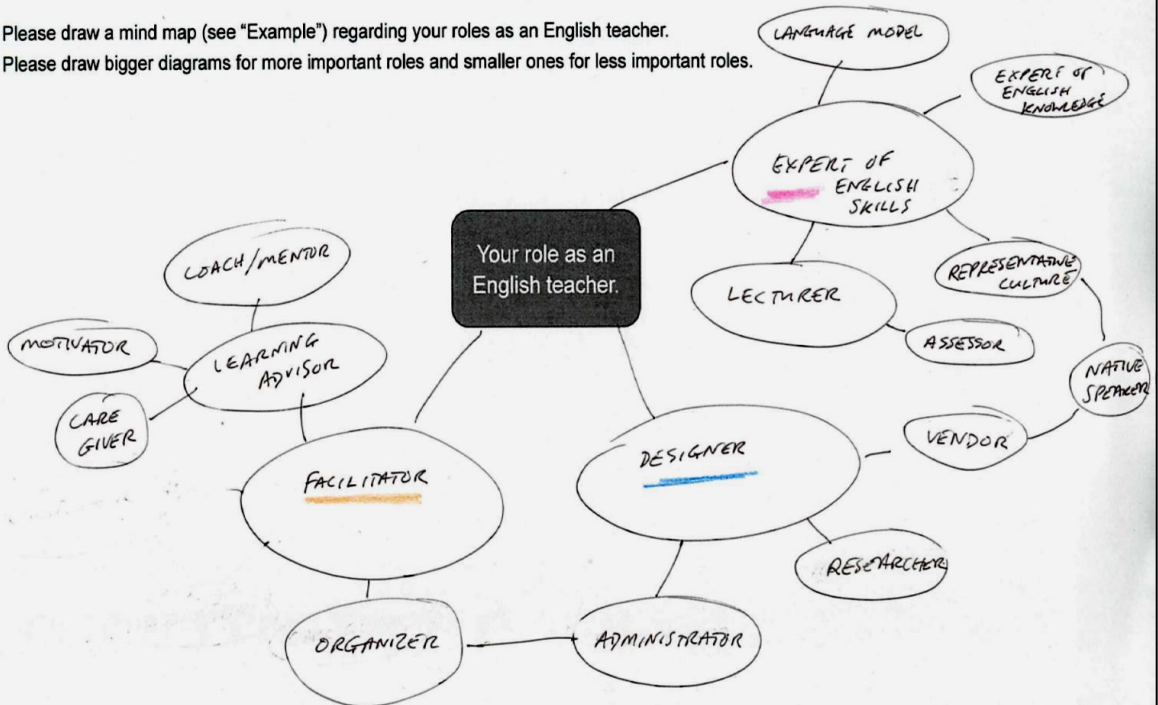 Please draw a mind map (see “Example”) regarding your roles as an English teacher.
Please draw bigger diagrams for more important roles and smaller ones for less important roles.
LANGUAGE MODEL
EXPERT OF
ENGLISH
KNOWLEDGE
EXPERT OF
ENGLISH
SKILLS
Your role as an
English teacher.
COACH/MENTOR
REPRESENTATIVE
CULTURE
LECTURER
MOTIVATOR
LEARNING
ADVISOR
ASSESSOR
NATIVE
SPEAKER
CARE
GIVER
VENDOR
DESIGNER
FACILITATOR
RESEARCHER
ORGANIZER
ADMINISTRATOR